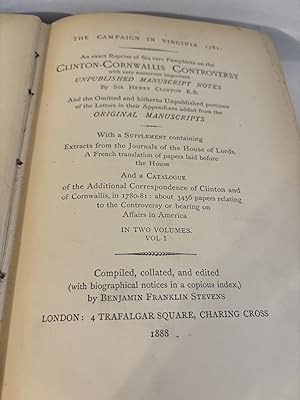 THE CAMPAIGN IN VIRGINIA 1781.
An exact Reprint of Six rare Pamphlets on the
CLINTON-CORNWALLIS CONTROVERSY
with very numerous important
UNPUBLISHED MANUSCRIPT NOTES
BY SIR HENRY CLINTON K.B.
And the Omitted and hitherto Unpublished portions
of the Letters in their Appendixes added from the
ORIGINAL MANUSCRIPTS
With a SUPPLEMENT containing
Extracts from the Journals of the House of Lords,
A French translation of papers laid before
the House
And a CATALOGUE
of the Additional Correspondence of Clinton and
of Cornwallis, in 1780-81: about 3456 papers relating
to the Controversy or bearing on
Affairs in America
IN TWO VOLUMES.
VOL I
Compiled, collated, and edited
(with biographical notices in a copious index,)
by BENJAMIN FRANKLIN STEVENS
LONDON: 4 TRAFALGAR SQUARE, CHARING CROSS
1888